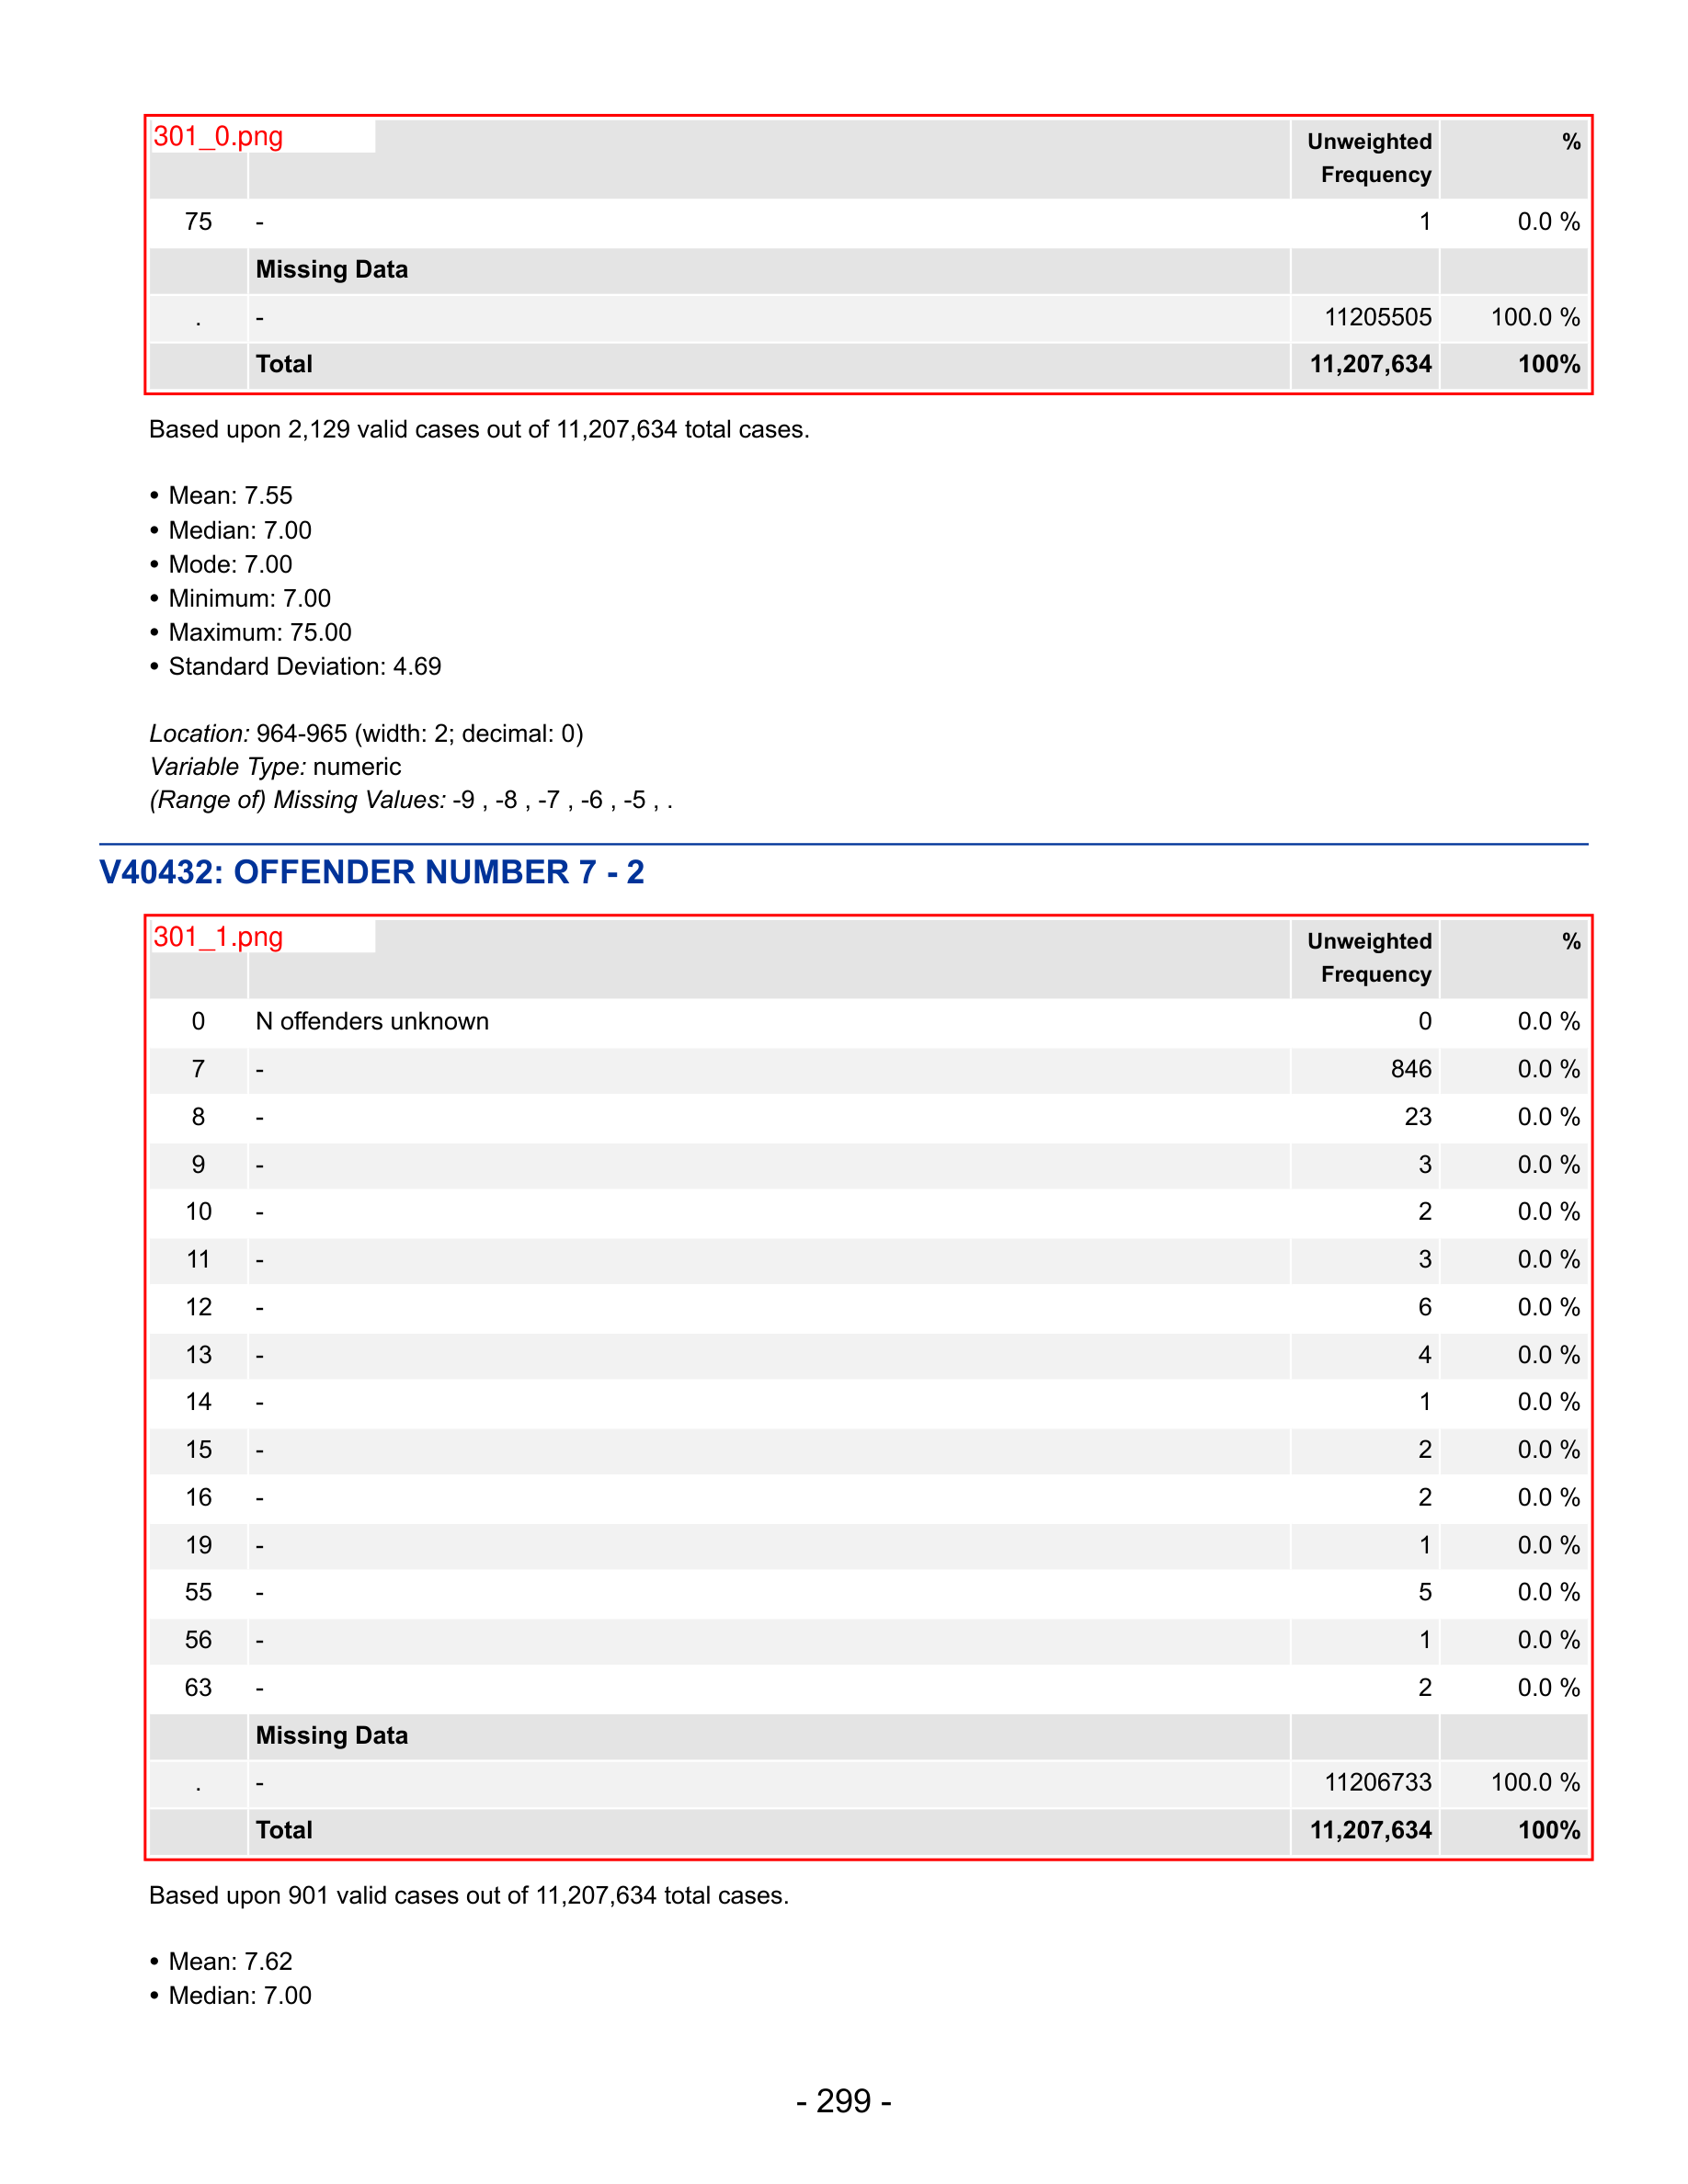 301_0.png
Unweighted Frequency %
75 - 1 0.0 %
Missing Data
. - 11205505 100.0 %
Total 11,207,634 100%
Based upon 2,129 valid cases out of 11,207,634 total cases.
• Mean: 7.55
• Median: 7.00
• Mode: 7.00
• Minimum: 7.00
• Maximum: 75.00
• Standard Deviation: 4.69
Location: 964-965 (width: 2; decimal: 0)
Variable Type: numeric
(Range of) Missing Values: -9 , -8 , -7 , -6 , -5 , .
V40432: OFFENDER NUMBER 7 - 2
301_1.png
Unweighted Frequency %
0 N offenders unknown 0 0.0 %
7 - 846 0.0 %
8 - 23 0.0 %
9 - 3 0.0 %
10 - 2 0.0 %
11 - 3 0.0 %
12 - 6 0.0 %
13 - 4 0.0 %
14 - 1 0.0 %
15 - 2 0.0 %
16 - 2 0.0 %
19 - 1 0.0 %
55 - 5 0.0 %
56 - 1 0.0 %
63 - 2 0.0 %
Missing Data
. - 11206733 100.0 %
Total 11,207,634 100%
Based upon 901 valid cases out of 11,207,634 total cases.
• Mean: 7.62
• Median: 7.00
- 299 -